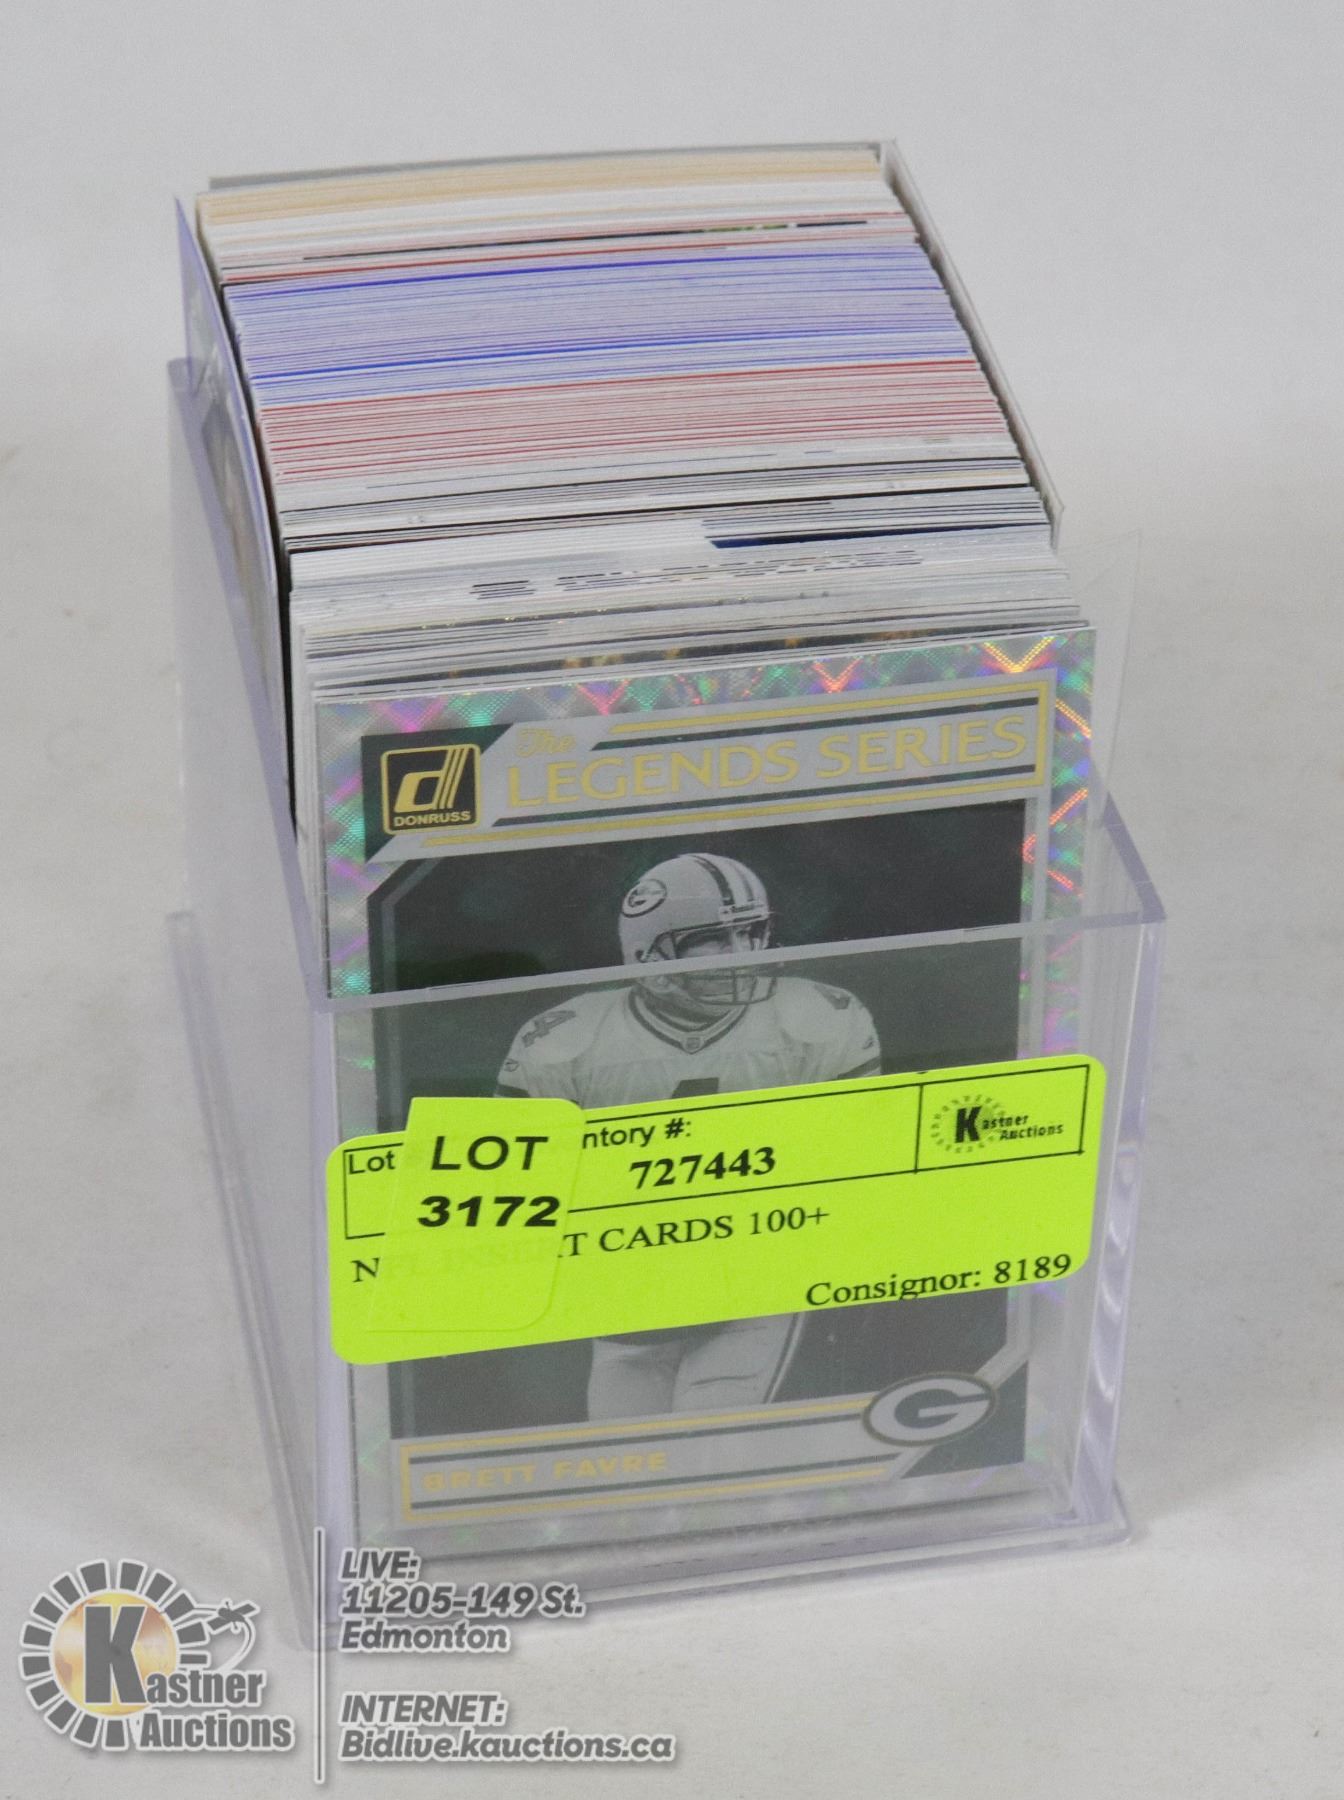 The
LEGENDS SERIES
d
DONRUSS
4
Lot
LOT
3172
ntory #:
727443
Kastner
Auctions
N T CARDS 100+
Consignor: 8189
G
BRETT FAVRE
LIVE:
11205-149 St.
Edmonton
INTERNET:
Bidlive.kauctions.ca
Kastner
Auctions